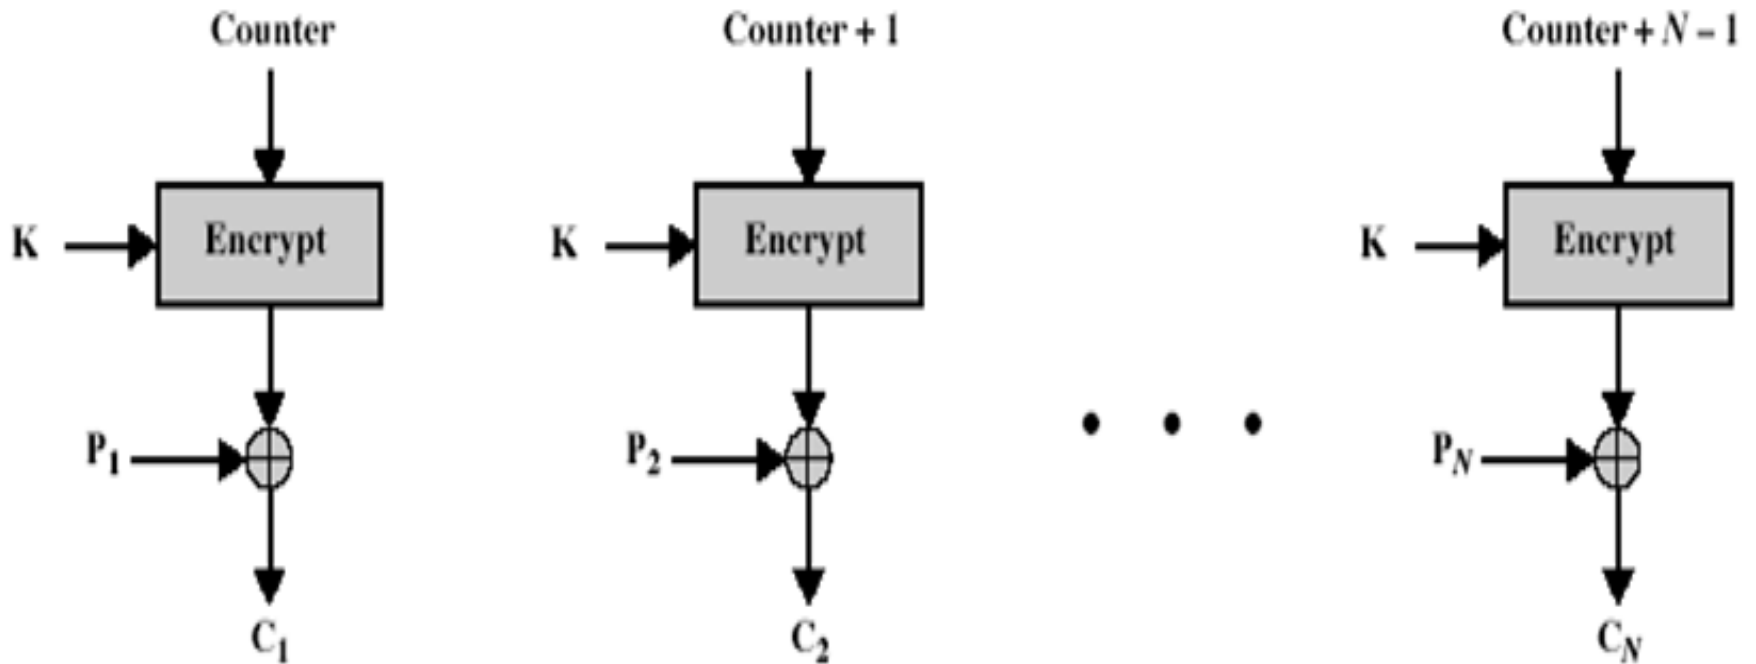 Counter
Counter + 1
Counter + N – 1
K
Encrypt
K
Encrypt
K
Encrypt
P1
P2
PN
C1
C2
CN